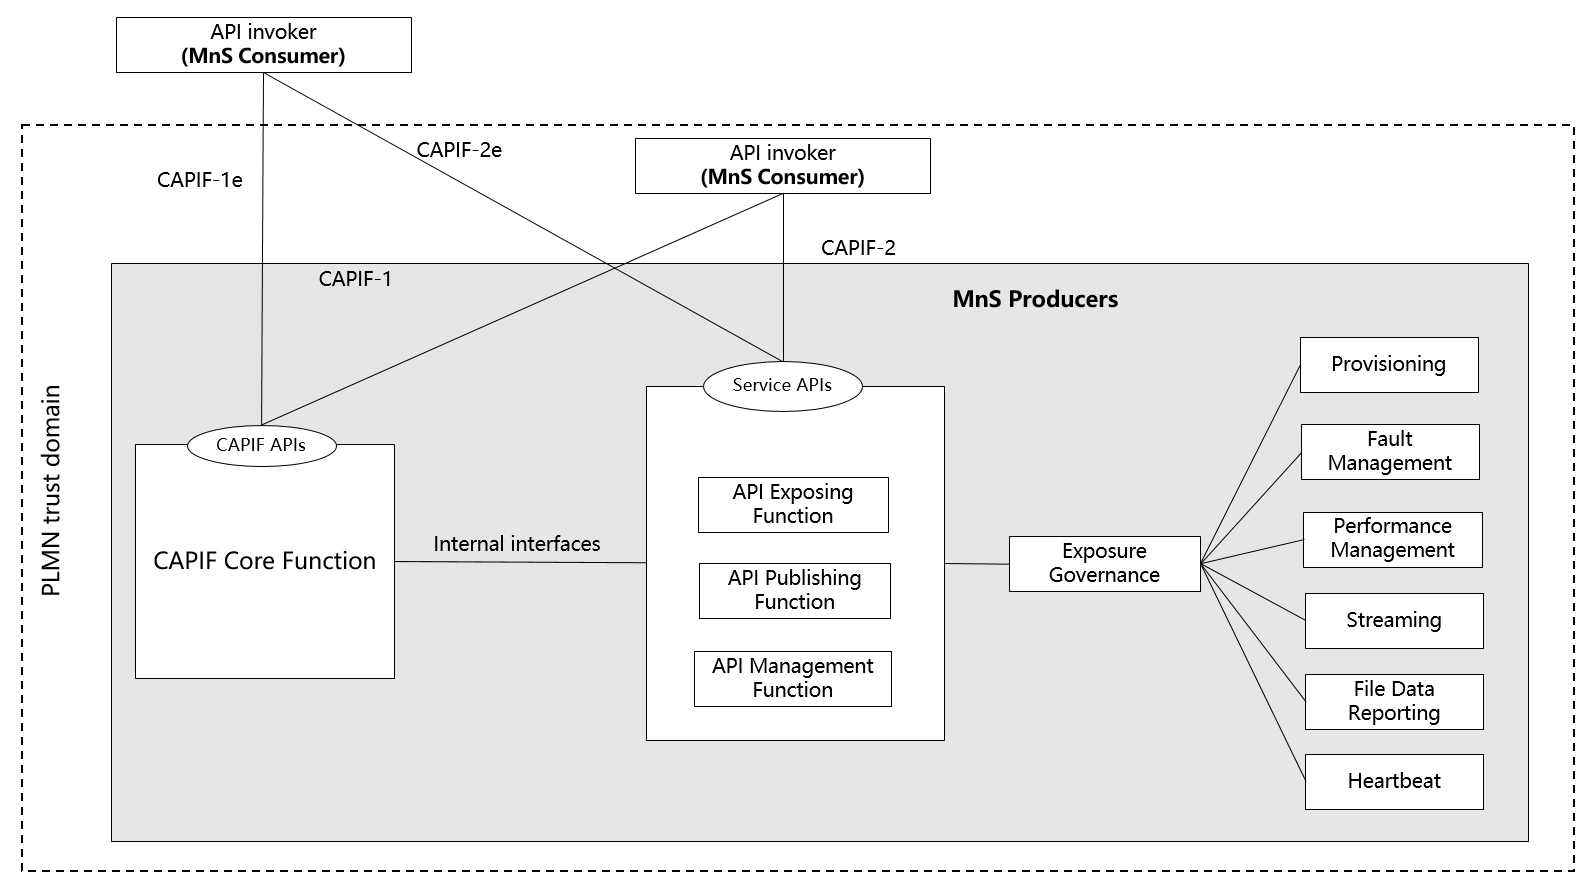 API invoker
(MnS Consumer)
CAPIF-1e
CAPIF-2e
API invoker
(MnS Consumer)
CAPIF-1
CAPIF-2
PLMN trust domain
MnS Producers
CAPIF APIs
CAPIF Core Function
Internal interfaces
Service APIs
API Exposing
Function
API Publishing
Function
API Management
Function
Exposure
Governance
Provisioning
Fault
Management
Performance
Management
Streaming
File Data
Reporting
Heartbeat